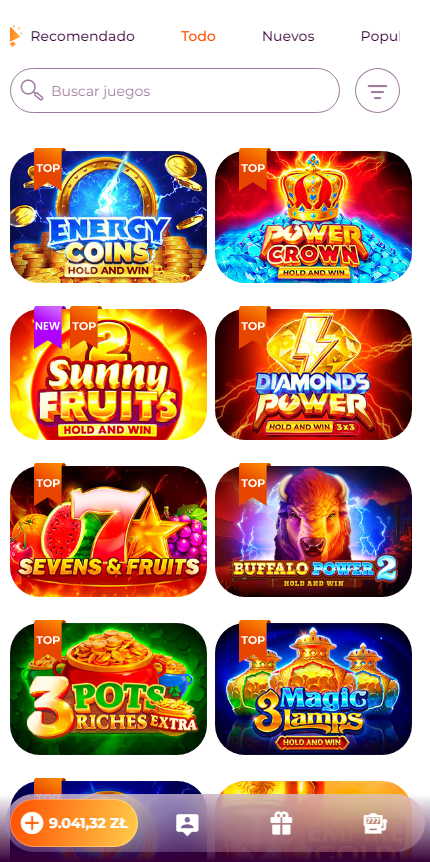 Recomendado Todo Nuevos Popul
Buscar juegos
TOP
ENERGY
COINS
HOLD AND WIN
TOP
POWER
CROWN
HOLD AND WIN
NEW TOP
2
Sunny
FRUITS
HOLD AND WIN
TOP
DIAMONDS
POWER
HOLD AND WIN 3x3
TOP
7
SEVENS & FRUITS
TOP
BUFFALO POWER 2
HOLD AND WIN
TOP
3 POTS
RICHES EXTRA
TOP
3 Magic
lamps
HOLD AND WIN
TOP
9.041,32 ZŁ
777